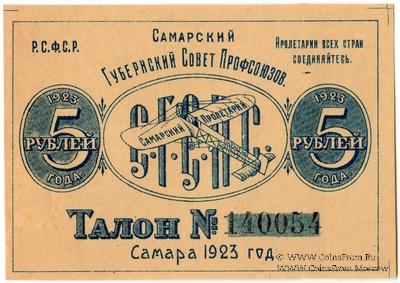 Р.С.Ф.С.Р.
Самарский
Губернский Совет Профсоюзов.
Пролетарии всех стран
соединяйтесь.
1923
5
РУБЛЕЙ
ГОДА.
САМАРСКИЙ ПРОЛЕТАРИЙ
С.Г.С.П.С.
1923
5
РУБЛЕЙ
ГОДА.
Талон № 140054
Самара 1923 год.
© WWW.CoinsFrom.Ru